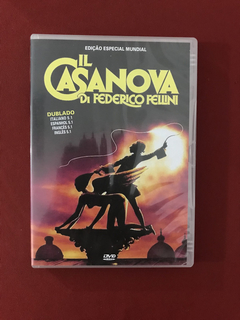 EDIÇÃO ESPECIAL MUNDIAL
IL
CASANOVA
DI FEDERICO FELLINI
DUBLADO
ITALIANO 5.1
ESPANHOL 5.1
FRANCÊS 5.1
INGLÊS 5.1
DVD